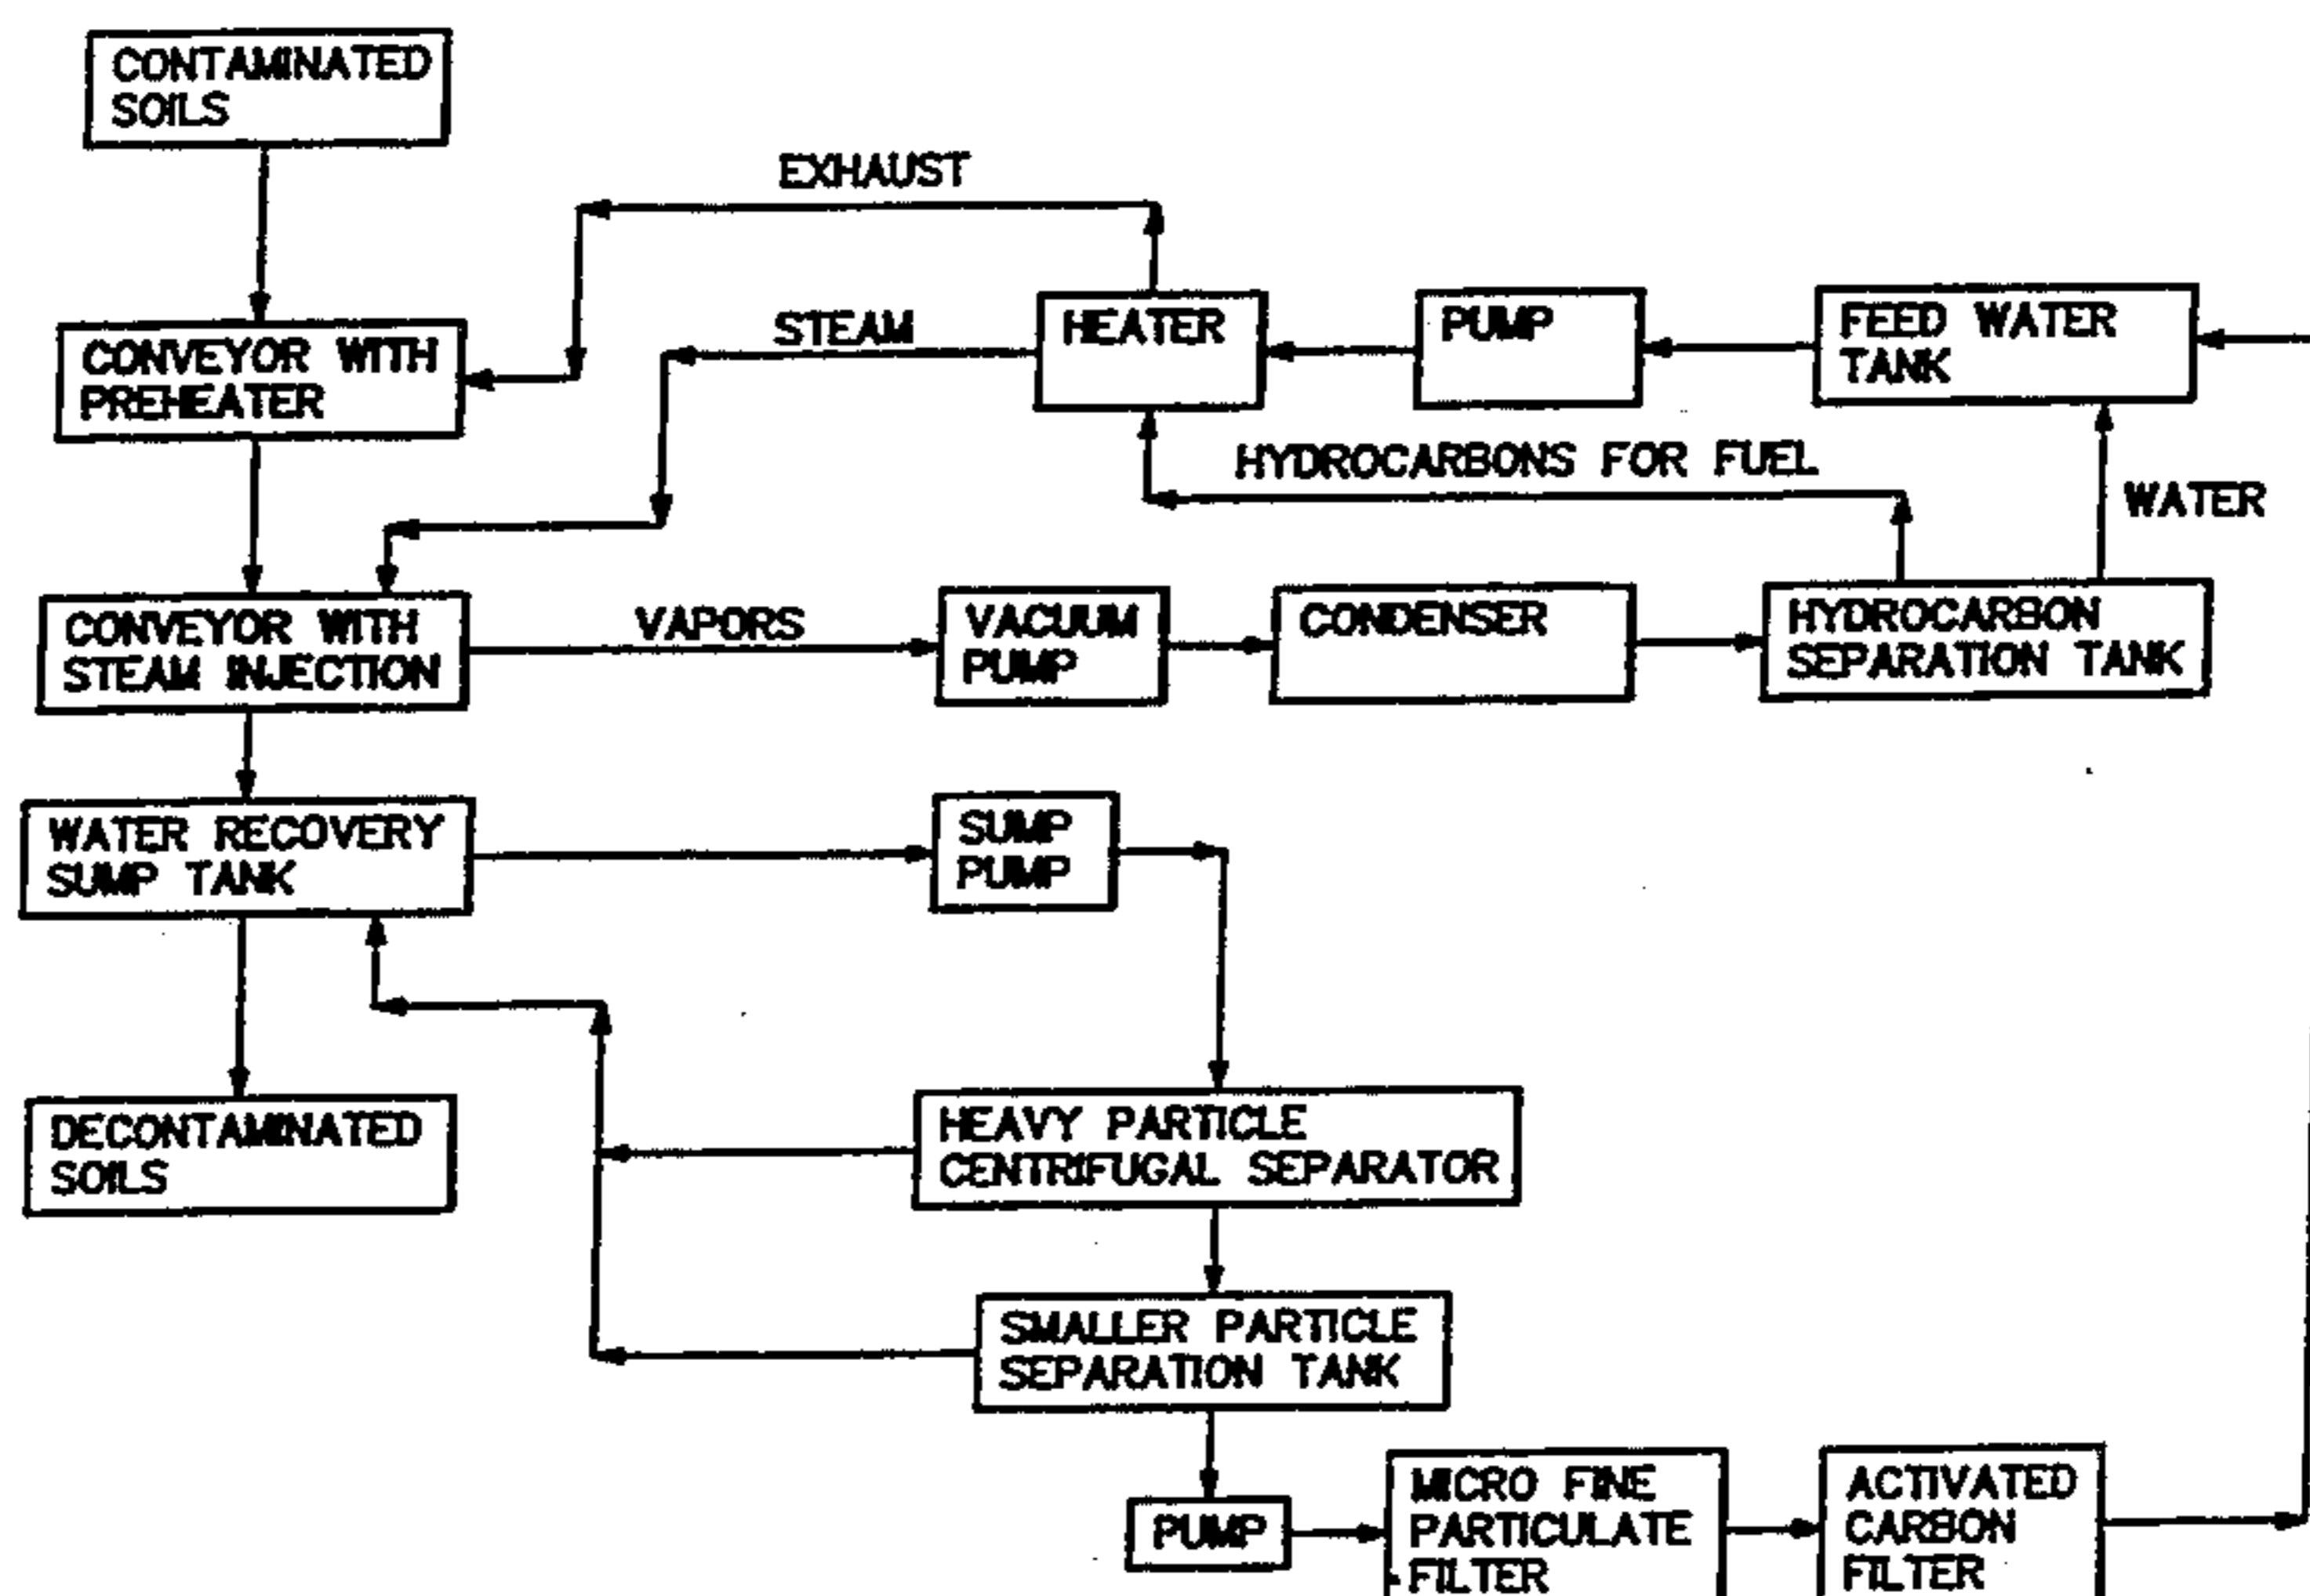 CONTAMINATED
SOILS
EXHAUST
STEAM
HEATER
PUMP
FEED WATER
TANK
CONVEYOR WITH
PREHEATER
HYDROCARBONS FOR FUEL
WATER
CONVEYOR WITH
STEAM INJECTION
VAPORS
VACUUM
PUMP
CONDENSER
HYDROCARBON
SEPARATION TANK
WATER RECOVERY
SUMP TANK
SUMP
PUMP
DECONTAMINATED
SOILS
HEAVY PARTICLE
CENTRIFUGAL SEPARATOR
SMALLER PARTICLE
SEPARATION TANK
PUMP
MICRO FINE
PARTICULATE
FILTER
ACTIVATED
CARBON
FILTER